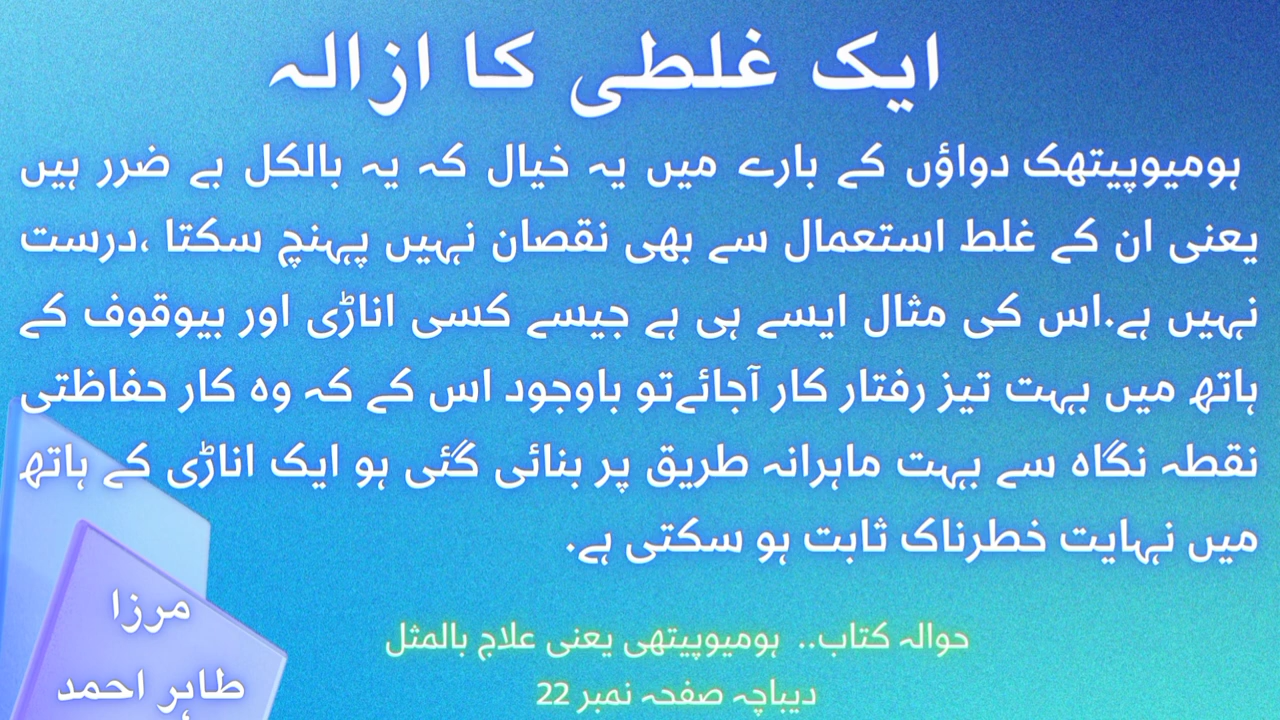 ایک غلطی کا ازالہ
ہومیوپیتھک دواؤں کے بارے میں یہ خیال کہ یہ بالکل بے ضرر ہیں
یعنی ان کے غلط استعمال سے بھی نقصان نہیں پہنچ سکتا ،درست
نہیں ہے.اس کی مثال ایسے ہی ہے جیسے کسی اناڑی اور بیوقوف کے
ہاتھ میں بہت تیز رفتار کار آجائےتو باوجود اس کے کہ وہ کار حفاظتی
نقطہ نگاہ سے بہت ماہرانہ طریق پر بنائی گئی ہو ایک اناڑی کے ہاتھ
میں نہایت خطرناک ثابت ہو سکتی ہے.
مرزا
طاہر احمد
حوالہ کتاب.. ہومیوپیتھی یعنی علاج بالمثل
دیباچہ صفحہ نمبر 22